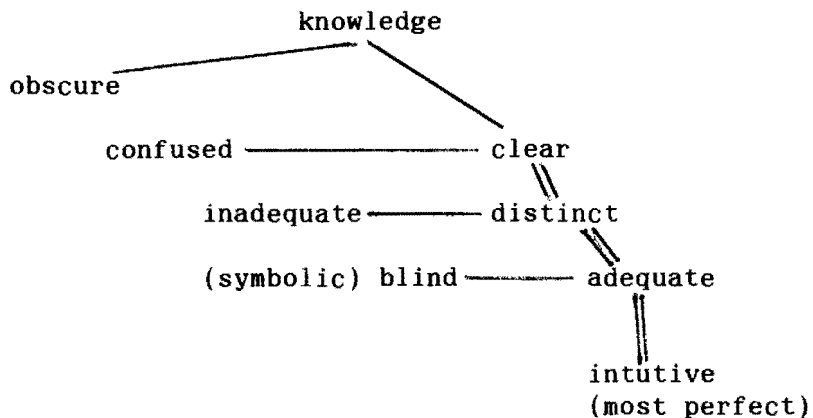 knowledge
obscure
confused clear
inadequate distinct
(symbolic) blind adequate
intutive
(most perfect)